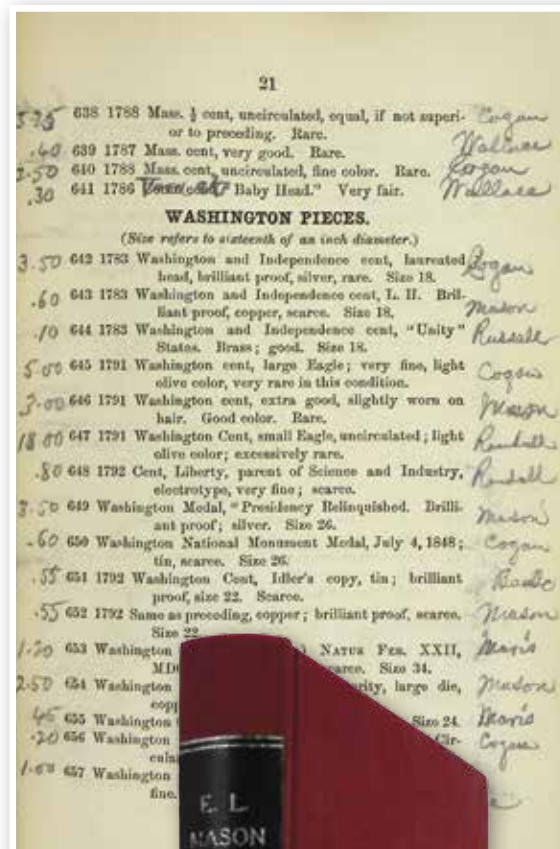 21
3.75 638 1788 Mass. ½ cent, uncirculated, equal, if not superi- Cogan
or to preceding. Rare.
.40 639 1787 Mass. cent, very good. Rare. Wallace
2.50 640 1788 Mass. cent, uncirculated, fine color. Rare. Cogan
.30 641 1786 Baby Head." Very fair. Wallace
WASHINGTON PIECES.
(Size refers to sixteenth of an inch diameter.)
3.50 642 1783 Washington and Independence cent, laureated Cogan
head, brilliant proof, silver, rare. Size 18.
.60 643 1783 Washington and Independence cent, L. H. Bril- Mason
liant proof, copper, scarce. Size 18.
.10 644 1783 Washington and Independence cent, "Unity" Russell
States. Brass; good. Size 18.
5.00 645 1791 Washington cent, large Eagle; very fine, light Cogan
olive color, very rare in this condition.
3.00 646 1791 Washington cent, extra good, slightly worn on Mason
hair. Good color. Rare.
18.00 647 1791 Washington Cent, small Eagle, uncirculated; light Randall
olive color; excessively rare.
.80 648 1792 Cent, Liberty, parent of Science and Industry, Randall
electrotype, very fine; scarce.
3.50 649 Washington Medal, "Presidency Relinquished. Brilli- Mason
ant proof; silver. Size 26.
.60 650 Washington National Monument Medal, July 4, 1848; Cogan
tin, scarce. Size 26.
.55 651 1792 Washington Cent, Idler's copy, tin; brilliant
proof, size 22. Scarce.
.55 652 1792 Same as preceding, copper; brilliant proof, scarce. Mason
Size 22.
1.20 653 Washington NATUS FEB. XXII, Maris
Size 34.
2.50 654 Washington large die, Mason
45 655 Washington Size 24. Maris
.20 656 Washington Cir- Cogan
1.00 657 Washington
fine.
E. L.
MASON